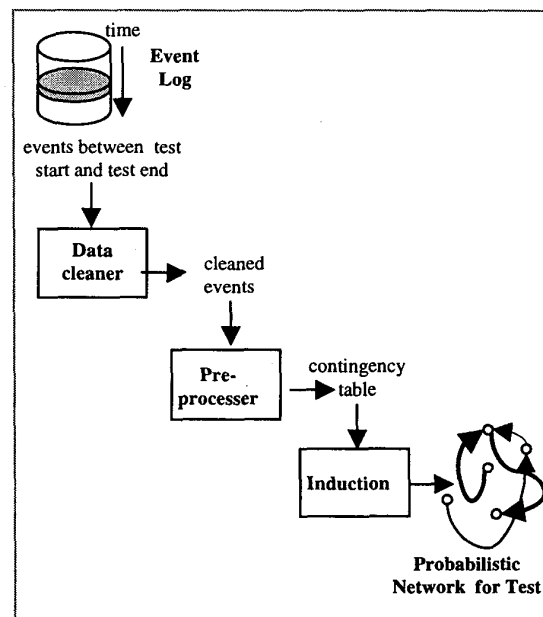 time
Event
Log
events between test
start and test end
Data
cleaner
cleaned
events
Pre-
processer
contingency
table
Induction
Probabilistic
Network for Test